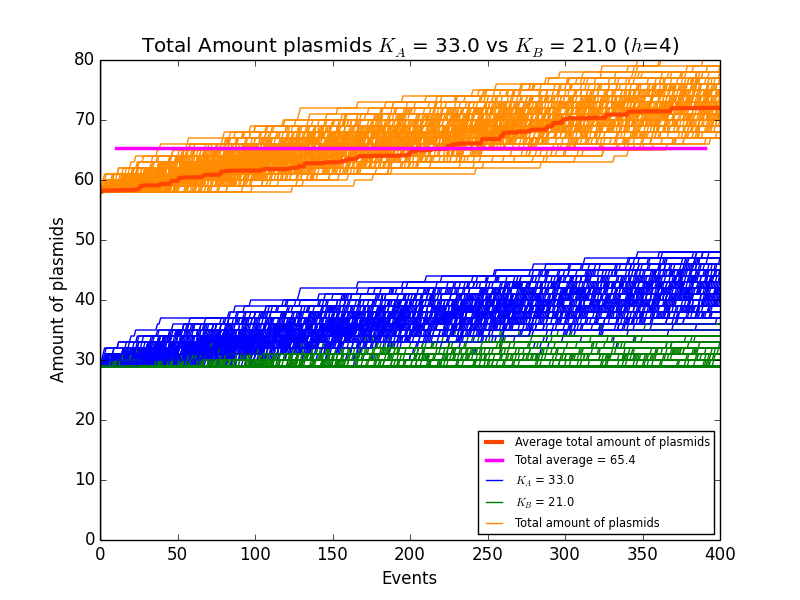 Total Amount plasmids K_A = 33.0 vs K_B = 21.0 (h=4)
80
70
60
50
40
30
20
10
0
Amount of plasmids
Average total amount of plasmids
Total average = 65.4
K_A = 33.0
K_B = 21.0
Total amount of plasmids
0 50 100 150 200 250 300 350 400
Events